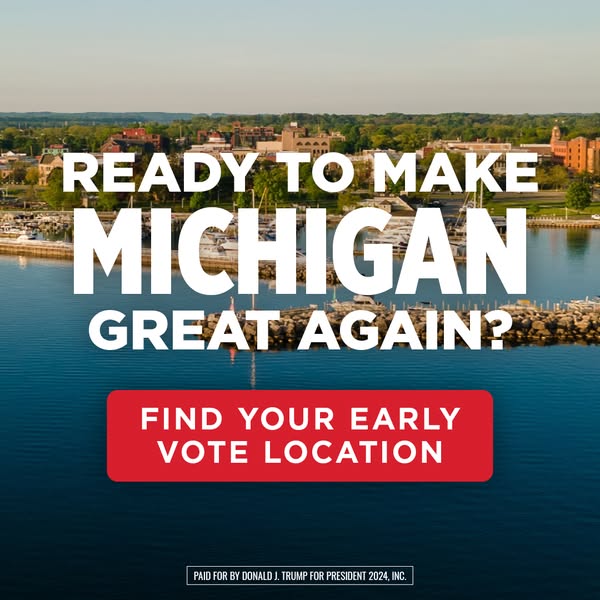 READY TO MAKE
MICHIGAN
GREAT AGAIN?
FIND YOUR EARLY
VOTE LOCATION
PAID FOR BY DONALD J. TRUMP FOR PRESIDENT 2024, INC.